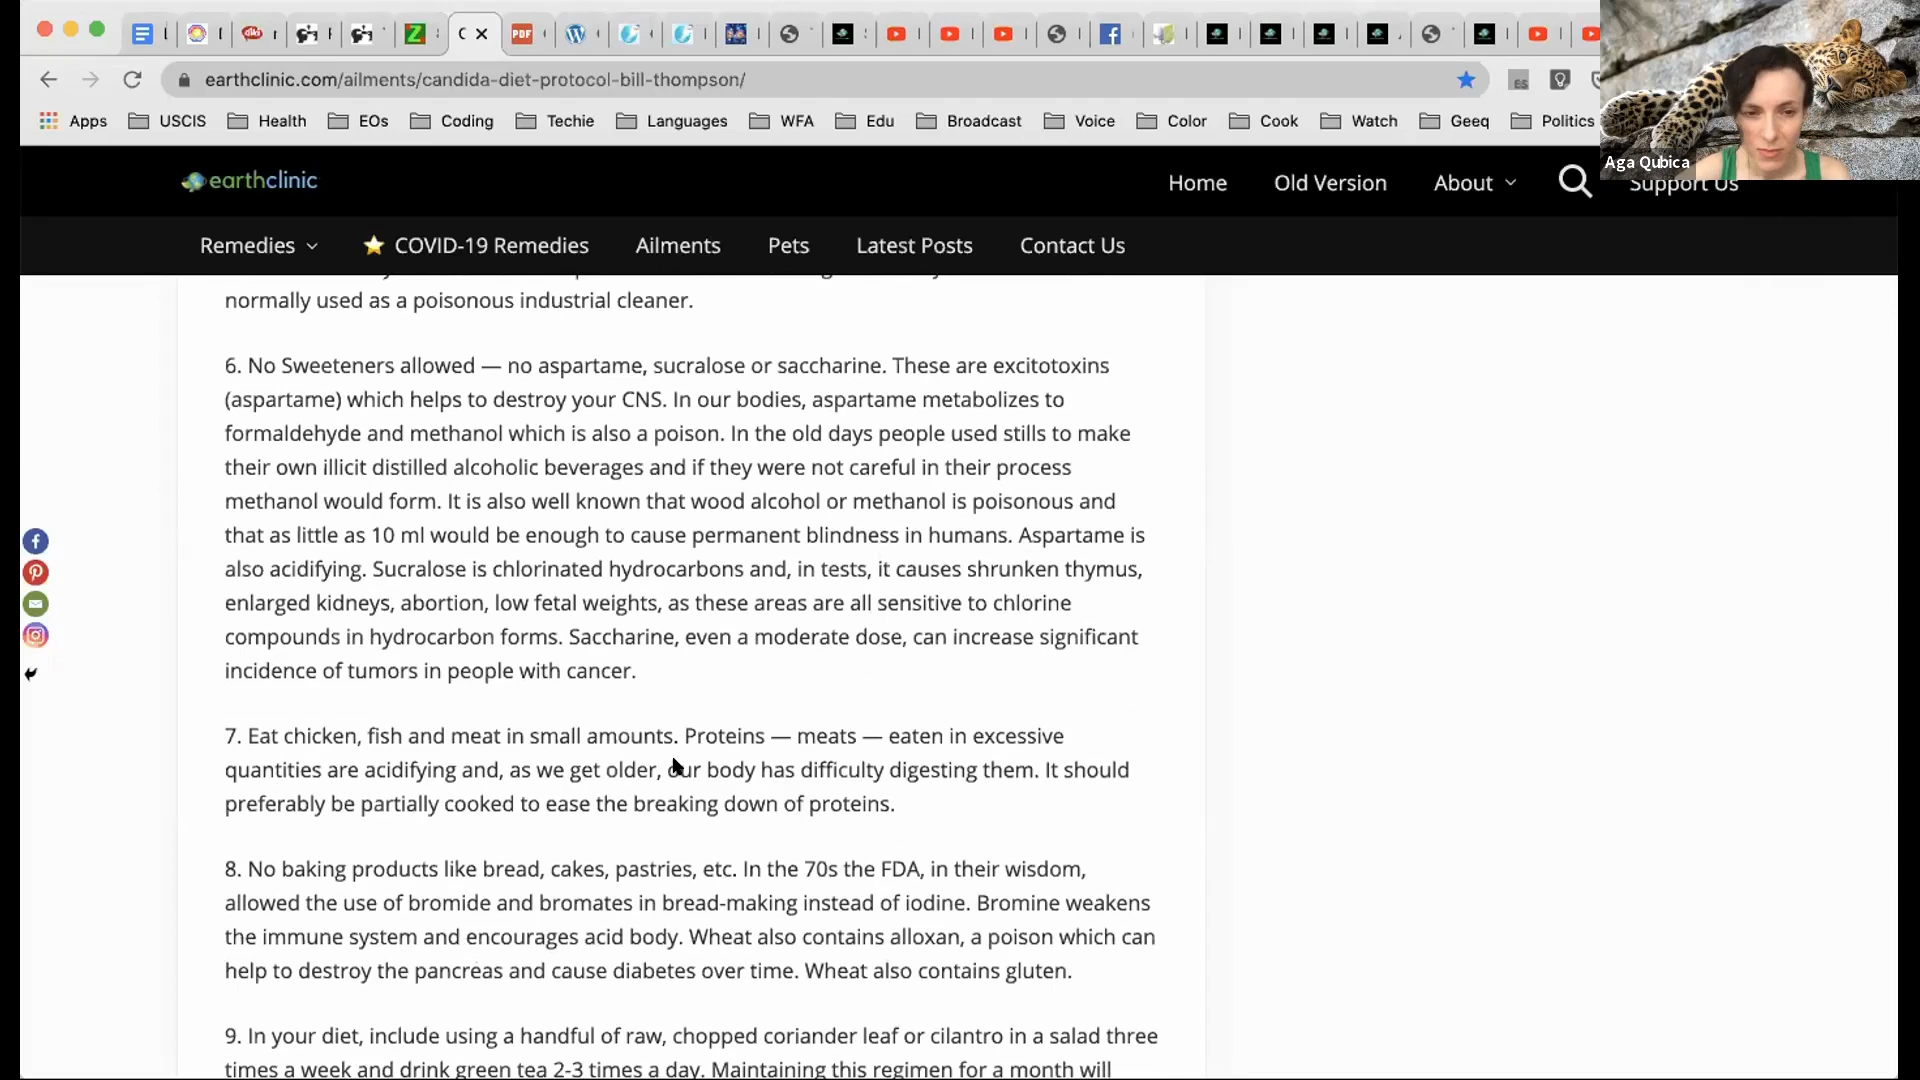 earthclinic.com/ailments/candida-diet-protocol-bill-thompson/
Apps USCIS Health EOs Coding Techie Languages WFA Edu Broadcast Voice Color Cook Watch Geeq Politics
Aga Qubica
earthclinic
Home Old Version About Support Us
Remedies COVID-19 Remedies Ailments Pets Latest Posts Contact Us
normally used as a poisonous industrial cleaner.
6. No Sweeteners allowed — no aspartame, sucralose or saccharine. These are excitotoxins
(aspartame) which helps to destroy your CNS. In our bodies, aspartame metabolizes to
formaldehyde and methanol which is also a poison. In the old days people used stills to make
their own illicit distilled alcoholic beverages and if they were not careful in their process
methanol would form. It is also well known that wood alcohol or methanol is poisonous and
that as little as 10 ml would be enough to cause permanent blindness in humans. Aspartame is
also acidifying. Sucralose is chlorinated hydrocarbons and, in tests, it causes shrunken thymus,
enlarged kidneys, abortion, low fetal weights, as these areas are all sensitive to chlorine
compounds in hydrocarbon forms. Saccharine, even a moderate dose, can increase significant
incidence of tumors in people with cancer.
7. Eat chicken, fish and meat in small amounts. Proteins — meats — eaten in excessive
quantities are acidifying and, as we get older, our body has difficulty digesting them. It should
preferably be partially cooked to ease the breaking down of proteins.
8. No baking products like bread, cakes, pastries, etc. In the 70s the FDA, in their wisdom,
allowed the use of bromide and bromates in bread-making instead of iodine. Bromine weakens
the immune system and encourages acid body. Wheat also contains alloxan, a poison which can
help to destroy the pancreas and cause diabetes over time. Wheat also contains gluten.
9. In your diet, include using a handful of raw, chopped coriander leaf or cilantro in a salad three
times a week and drink green tea 2-3 times a day. Maintaining this regimen for a month will